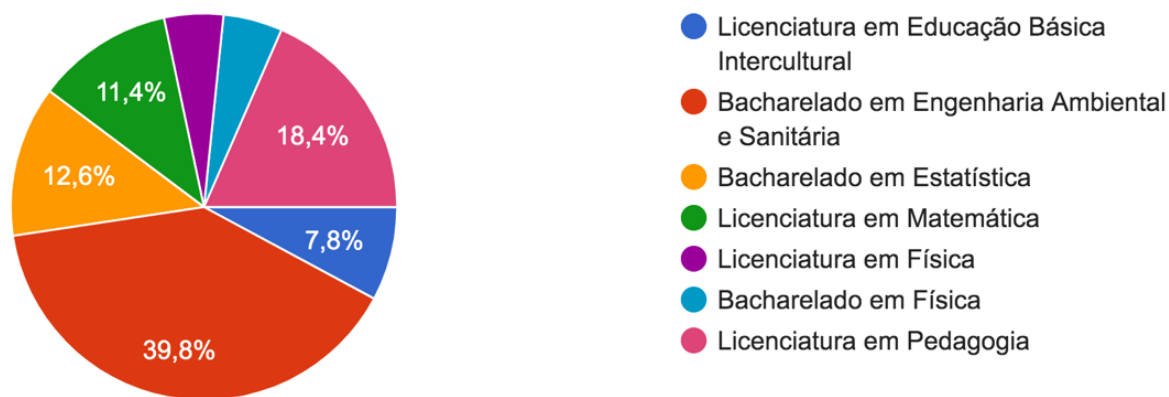 11,4%
18,4%
12,6%
7,8%
39,8%
Licenciatura em Educação Básica
Intercultural
Bacharelado em Engenharia Ambiental
e Sanitária
Bacharelado em Estatística
Licenciatura em Matemática
Licenciatura em Física
Bacharelado em Física
Licenciatura em Pedagogia